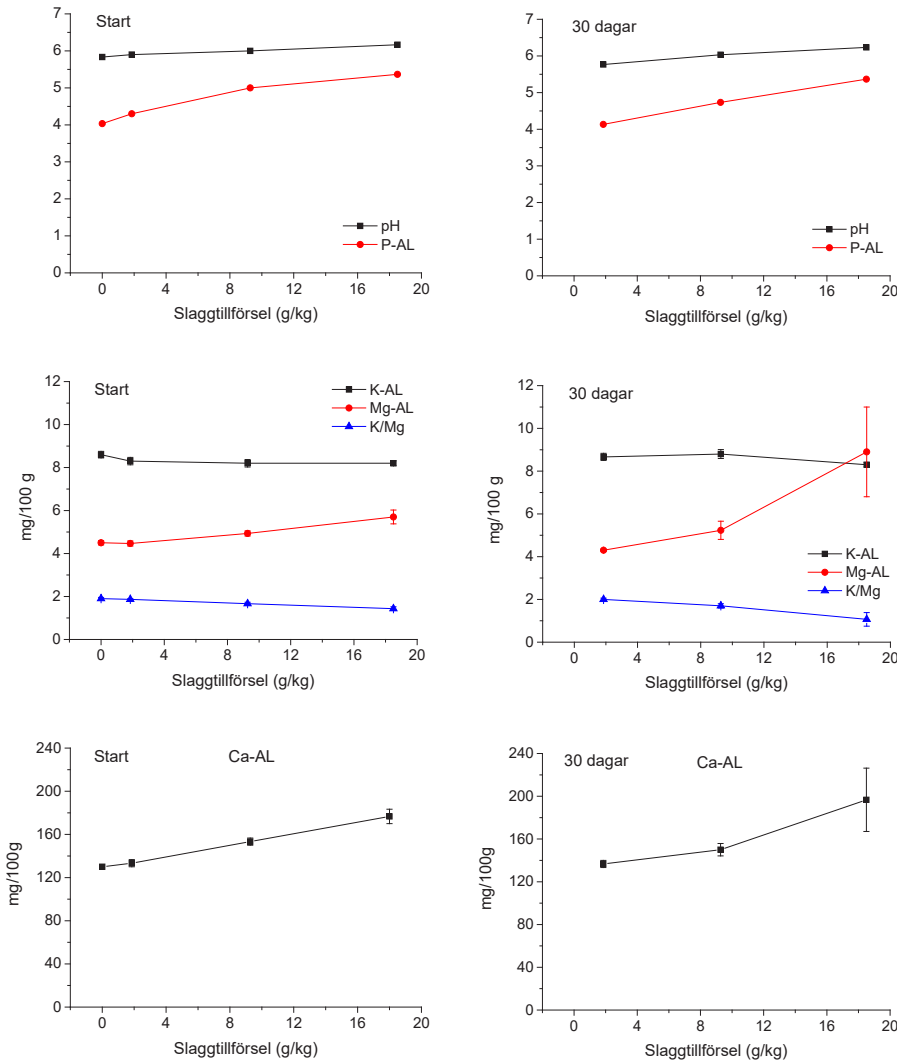 Start
7
6
5
4
3
2
1
0
pH
P-AL
0 4 8 12 16 20
Slaggtillförsel (g/kg)
30 dagar
7
6
5
4
3
2
1
0
pH
P-AL
0 4 8 12 16 20
Slaggtillförsel (g/kg)
Start
12
10
8
6
4
2
0
mg/100 g
K-AL
Mg-AL
K/Mg
0 4 8 12 16 20
Slaggtillförsel (g/kg)
30 dagar
12
10
8
6
4
2
0
mg/100 g
K-AL
Mg-AL
K/Mg
0 4 8 12 16 20
Slaggtillförsel (g/kg)
Start Ca-AL
240
200
160
120
80
40
0
mg/100g
0 4 8 12 16 20
Slaggtillförsel (g/kg)
30 dagar Ca-AL
240
200
160
120
80
40
0
mg/100g
0 4 8 12 16 20
Slaggtillförsel (g/kg)